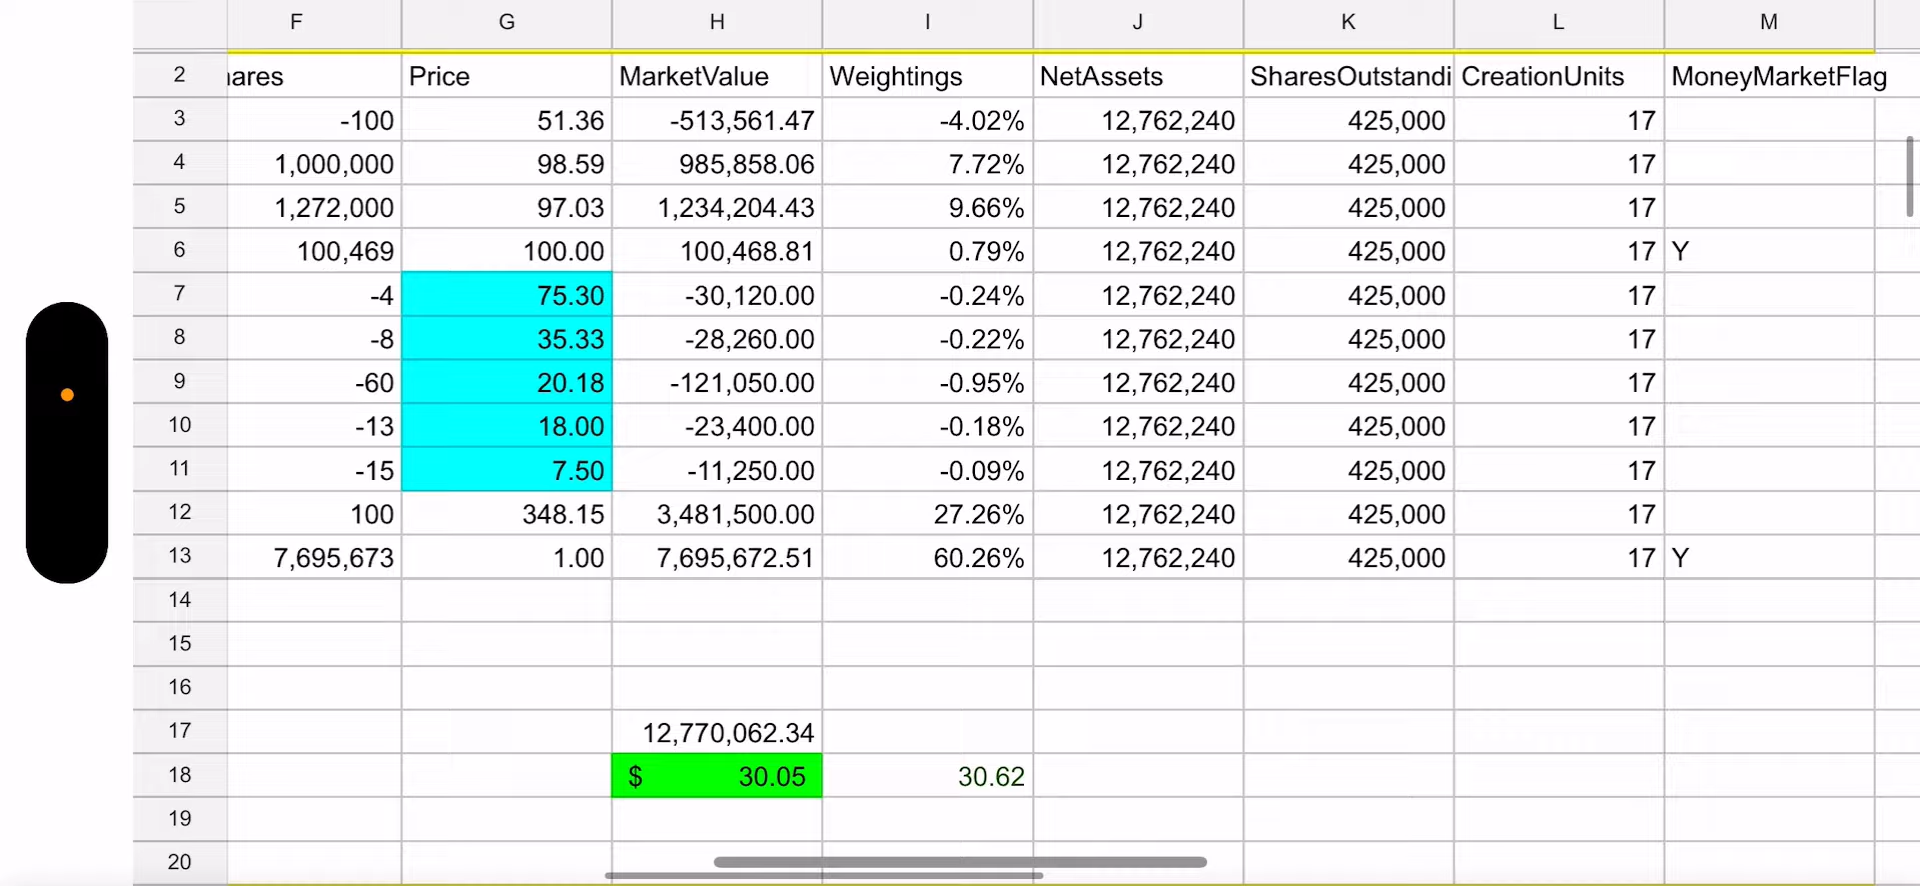 F G H I J K L M
2 ares Price MarketValue Weightings NetAssets SharesOutstandi CreationUnits MoneyMarketFlag
3 -100 51.36 -513,561.47 -4.02% 12,762,240 425,000 17
4 1,000,000 98.59 985,858.06 7.72% 12,762,240 425,000 17
5 1,272,000 97.03 1,234,204.43 9.66% 12,762,240 425,000 17
6 100,469 100.00 100,468.81 0.79% 12,762,240 425,000 17 Y
7 -4 75.30 -30,120.00 -0.24% 12,762,240 425,000 17
8 -8 35.33 -28,260.00 -0.22% 12,762,240 425,000 17
9 -60 20.18 -121,050.00 -0.95% 12,762,240 425,000 17
10 -13 18.00 -23,400.00 -0.18% 12,762,240 425,000 17
11 -15 7.50 -11,250.00 -0.09% 12,762,240 425,000 17
12 100 348.15 3,481,500.00 27.26% 12,762,240 425,000 17
13 7,695,673 1.00 7,695,672.51 60.26% 12,762,240 425,000 17 Y
14
15
16
17 12,770,062.34
18 $ 30.05 30.62
19
20